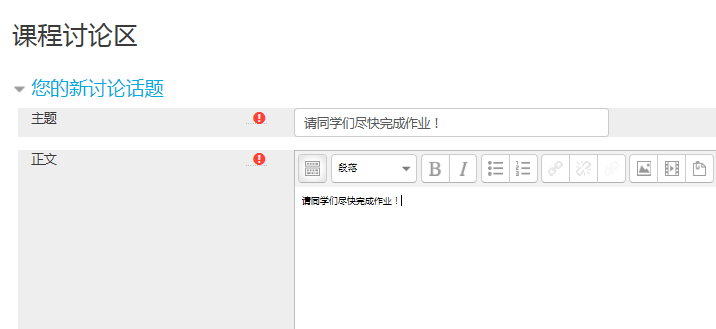 课程讨论区
您的新讨论话题
主题
请同学们尽快完成作业！
正文
段落
B I
请同学们尽快完成作业！